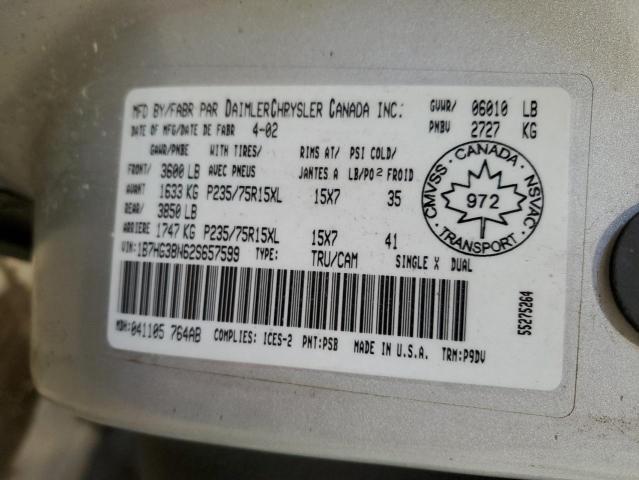 MFD BY/FABR PAR DAIMLERCHRYSLER CANADA INC. GVWR/ 06010 LB
DATE OF MFG/DATE DE FABR 4-02 PNBV 2727 KG
GAWR/PNBE WITH TIRES/ RIMS AT/ PSI COLD/
FRONT/ 3600 LB AVEC PNEUS JANTES A LB/PO2 FROID
AVANT 1633 KG P235/75R15XL 15X7 35
REAR/ 3850 LB
ARRIERE 1747 KG P235/75R15XL 15X7 41
VIN: 1B7HG38N62S657599 TYPE: TRU/CAM SINGLE X DUAL
CMVSS · CANADA · NSVAC · TRANSPORT
972
55275264
MDH: 041105 764AB COMPLIES: ICES-2 PNT: PSB MADE IN U.S.A. TRM: P9DV